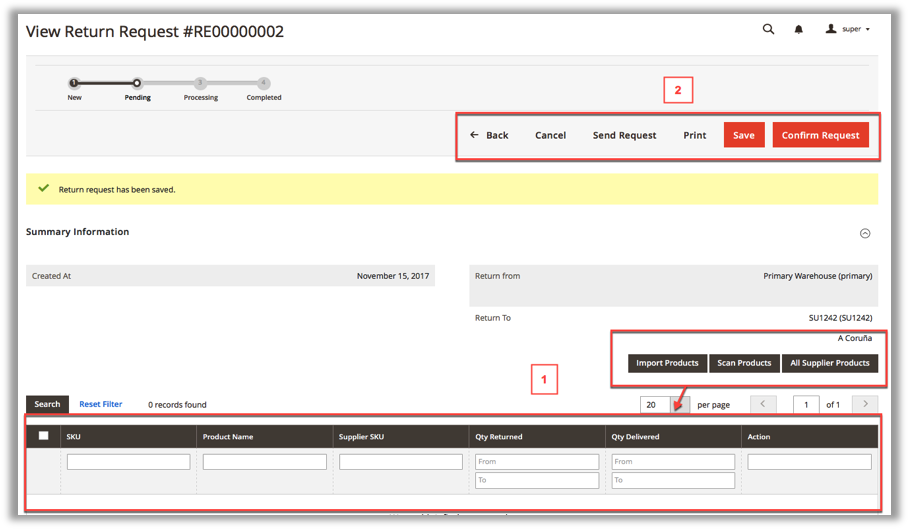 View Return Request #RE00000002
super
1 2 3 4
New Pending Processing Completed
2
← Back Cancel Send Request Print Save Confirm Request
Return request has been saved.
Summary Information
Created At November 15, 2017
Return from Primary Warehouse (primary)
Return To SU1242 (SU1242)
A Coruña
Import Products Scan Products All Supplier Products
1
Search Reset Filter 0 records found 20 per page < 1 of 1 >
SKU Product Name Supplier SKU Qty Returned Qty Delivered Action
From From
To To